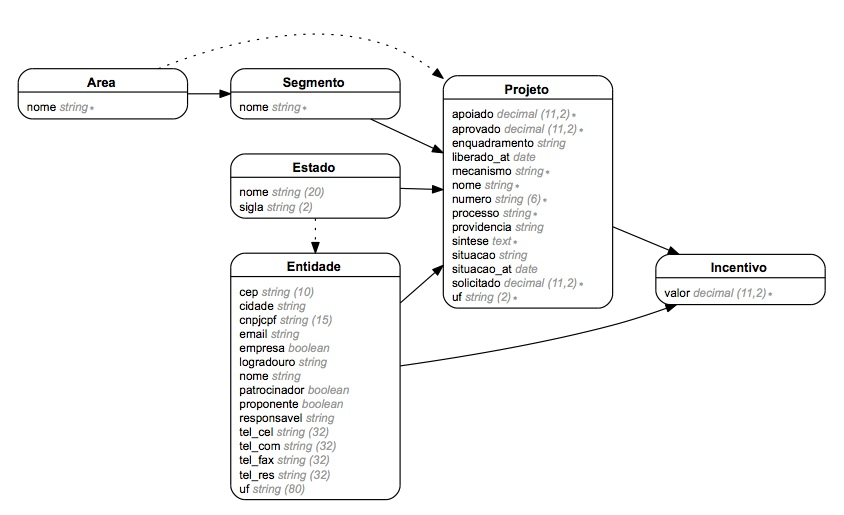 Area
nome string *
Segmento
nome string *
Estado
nome string (20)
sigla string (2)
Entidade
cep string (10)
cidade string
cnpjcpf string (15)
email string
empresa boolean
logradouro string
nome string
patrocinador boolean
proponente boolean
responsavel string
tel_cel string (32)
tel_com string (32)
tel_fax string (32)
tel_res string (32)
uf string (80)
Projeto
apoiado decimal (11,2) *
aprovado decimal (11,2) *
enquadramento string
liberado_at date
mecanismo string *
nome string *
numero string (6) *
processo string *
providencia string
sintese text *
situacao string
situacao_at date
solicitado decimal (11,2) *
uf string (2) *
Incentivo
valor decimal (11,2) *